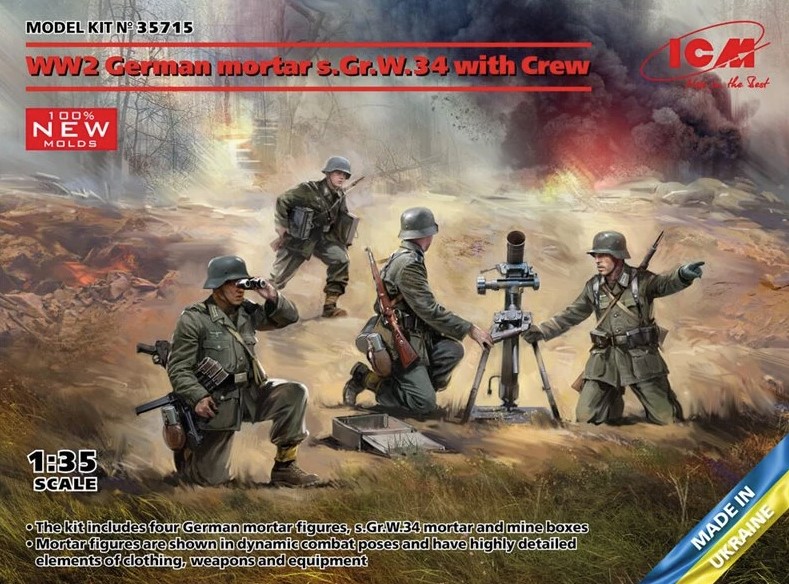 MODEL KIT № 35715
WW2 German mortar s.Gr.W.34 with Crew
ICM
the Best
100%
NEW
MOLDS
1:35
SCALE
• The kit includes four German mortar figures, s.Gr.W.34 mortar and mine boxes
• Mortar figures are shown in dynamic combat poses and have highly detailed
elements of clothing, weapons and equipment
MADE IN
UKRAINE